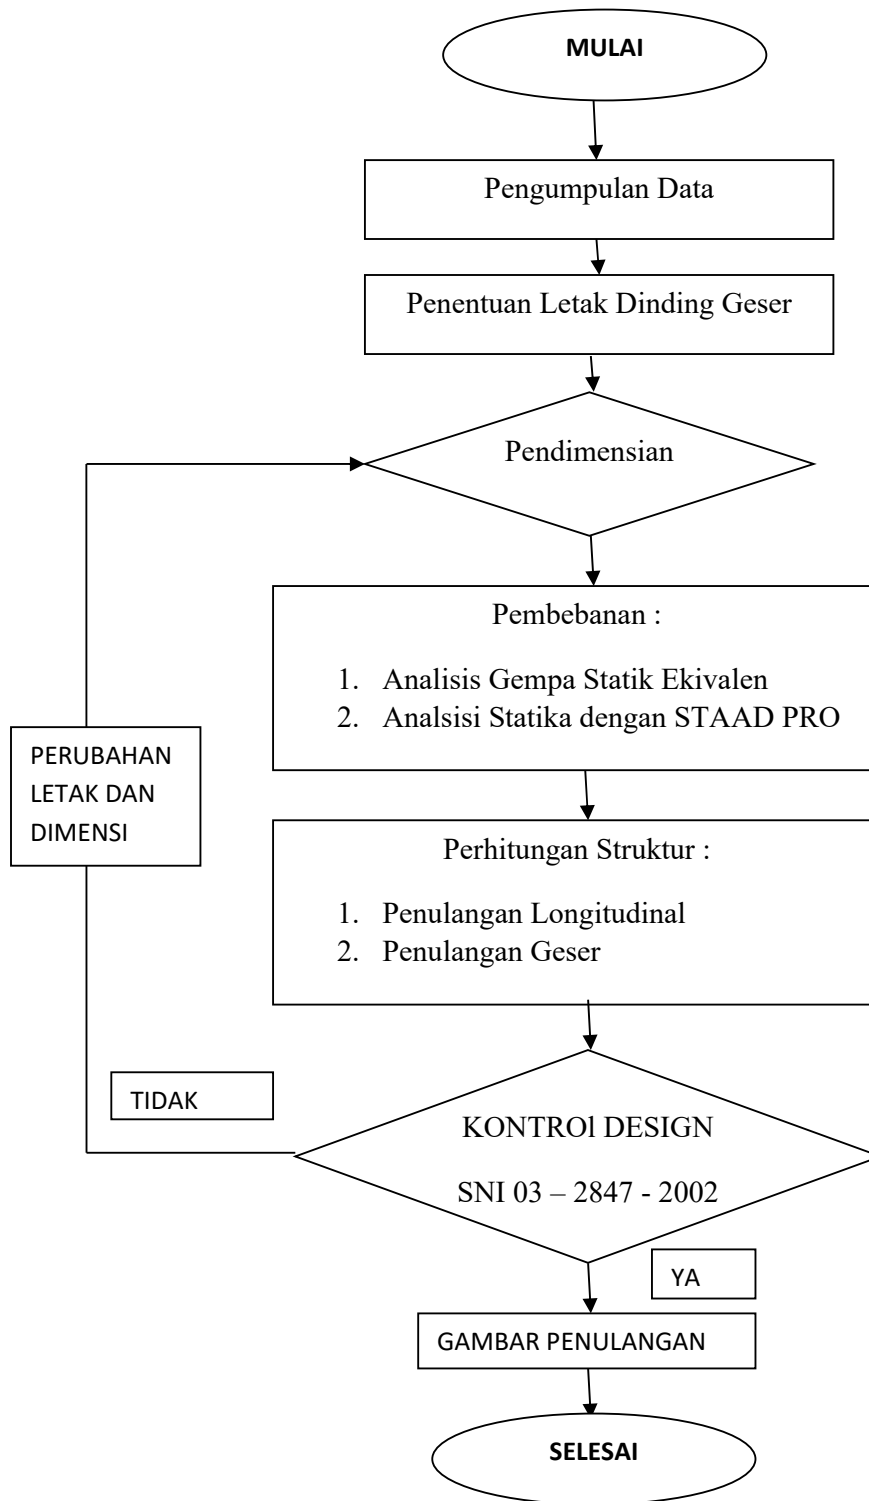 MULAI
Pengumpulan Data
Penentuan Letak Dinding Geser
Pendimensian
Pembebanan :
1. Analisis Gempa Statik Ekivalen
2. Analsisi Statika dengan STAAD PRO
PERUBAHAN
LETAK DAN
DIMENSI
Perhitungan Struktur :
1. Penulangan Longitudinal
2. Penulangan Geser
TIDAK
KONTROl DESIGN
SNI 03 – 2847 - 2002
YA
GAMBAR PENULANGAN
SELESAI